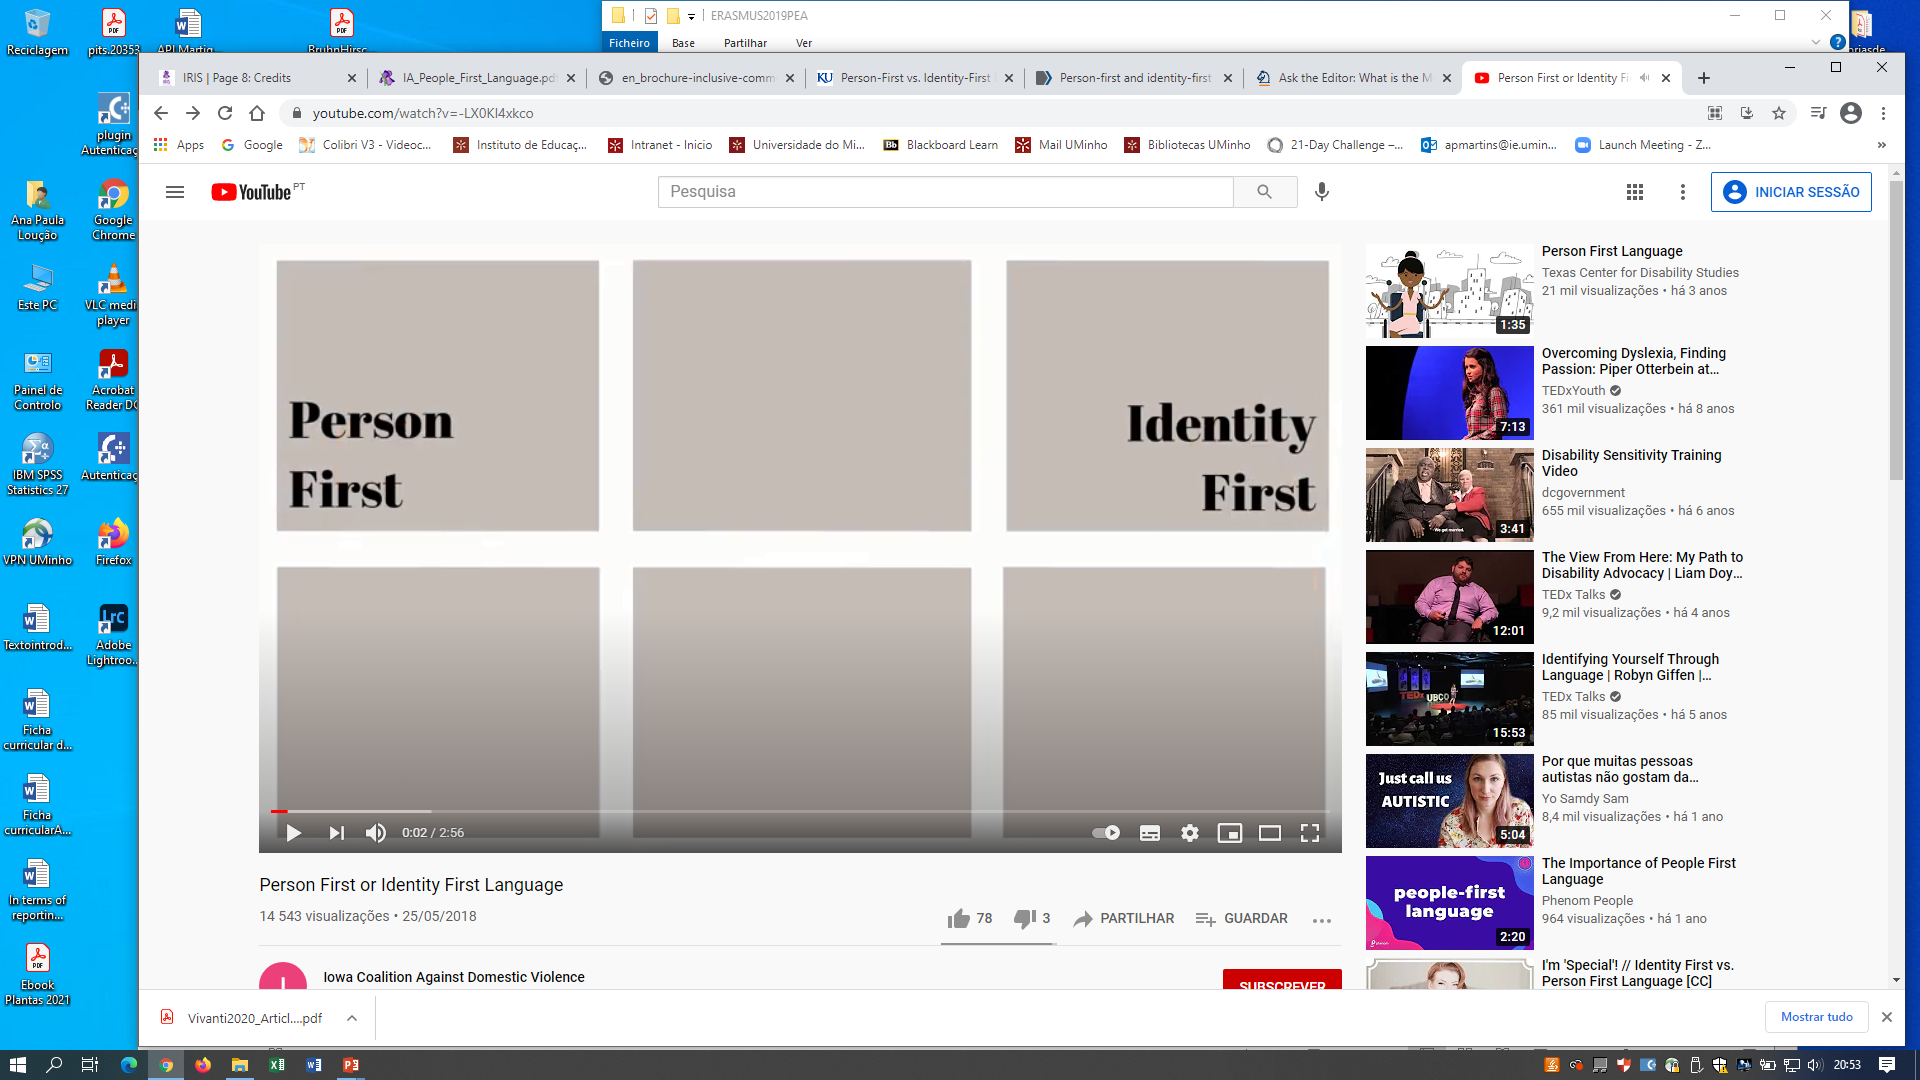 Reciclagem
pits.20353
API Martig...
BruhnHirsc
ERASMUS2019PEA
Ficheiro
Base
Partilhar
Ver
IRIS | Page 8: Credits
IA_People_First_Language.pd
en_brochure-inclusive-comm
Person-First vs. Identity-First
Person-first and identity-first
Ask the Editor: What is the M
Person First or Identity Fi
youtube.com/watch?v=-LX0Kl4xkco
Apps
Google
Colibri V3 - Videoc...
Instituto de Educaç...
Intranet - Inicio
Universidade do Mi...
Blackboard Learn
Mail UMinho
Bibliotecas UMinho
21-Day Challenge –...
apmartins@ie.umin...
Launch Meeting - Z...
»
YouTube PT
Pesquisa
INICIAR SESSÃO
plugin
Autenticaç
Ana Paula
Loução
Google
Chrome
Este PC
VLC medi
player
Painel de
Controlo
Acrobat
Reader DC
IBM SPSS
Statistics 27
Autenticaç
VPN UMinho
Firefox
Textointrod...
Adobe
Lightroo...
Ficha
curricular d...
Ficha
curricularA...
In terms of
reportin...
Ebook
Plantas 2021
Person
First
Identity
First
0:02 / 2:56
Person First or Identity First Language
14 543 visualizações • 25/05/2018
78
3
PARTILHAR
GUARDAR
Iowa Coalition Against Domestic Violence
SUBSCREVER
Person First Language
Texas Center for Disability Studies
21 mil visualizações • há 3 anos
1:35
Overcoming Dyslexia, Finding
Passion: Piper Otterbein at...
TEDxYouth
361 mil visualizações • há 8 anos
7:13
Disability Sensitivity Training
Video
dcgovernment
655 mil visualizações • há 6 anos
3:41
The View From Here: My Path to
Disability Advocacy | Liam Doy...
TEDx Talks
9,2 mil visualizações • há 4 anos
12:01
Identifying Yourself Through
Language | Robyn Giffen |...
TEDx Talks
85 mil visualizações • há 5 anos
TEDx
UBCO
15:53
Por que muitas pessoas
autistas não gostam da...
Yo Samdy Sam
8,4 mil visualizações • há 1 ano
Just call us
AUTISTIC
5:04
The Importance of People First
Language
Phenom People
964 visualizações • há 1 ano
people-first
language
2:20
I'm 'Special'! // Identity First vs.
Person First Language [CC]
Vivanti2020_Articl....pdf
Mostrar tudo
20:53